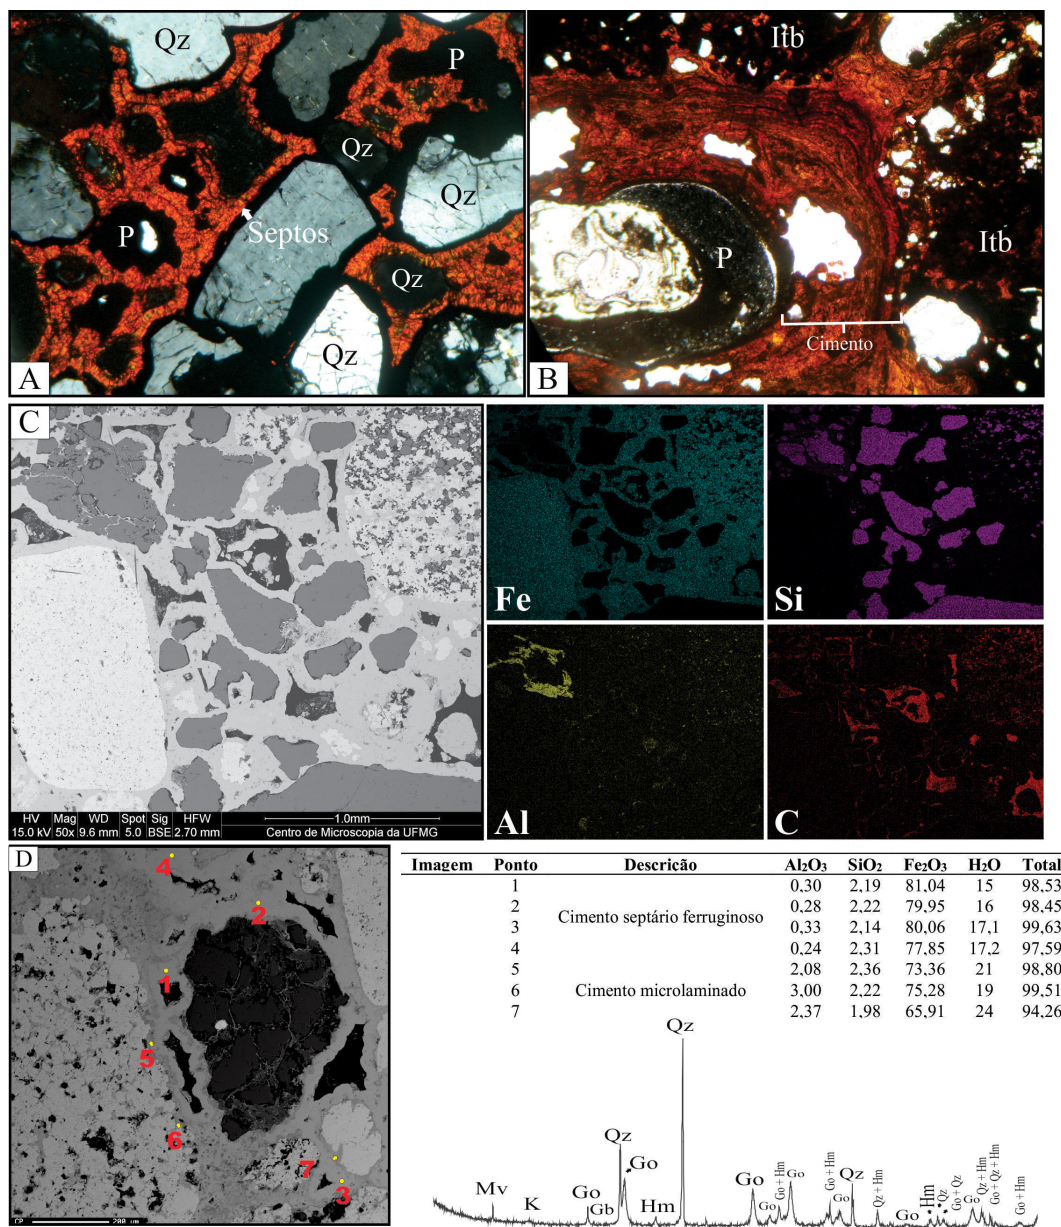 Qz
P
Qz
Qz
Septos
P
Qz
Qz
A
Itb
Itb
P
Cimento
B
C
HV Mag WD Spot Sig HFW
15.0 kV 50x 9.6 mm 5.0 BSE 2.70 mm
1.0mm
Centro de Microscopia da UFMG
Fe
Si
Al
C
D
4
2
1
5
6
7
3
CP 200 um
Imagem Ponto Descrição Al₂O₃ SiO₂ Fe₂O₃ H₂O Total
1 0,30 2,19 81,04 15 98,53
2 0,28 2,22 79,95 16 98,45
Cimento septário ferruginoso
3 0,33 2,14 80,06 17,1 99,63
4 0,24 2,31 77,85 17,2 97,59
5 2,08 2,36 73,36 21 98,80
6 Cimento microlaminado 3,00 2,22 75,28 19 99,51
7 2,37 1,98 65,91 24 94,26
Mv
K
Go
Gb
Qz
Go
Hm
Qz
Go
Go
Go + Hm
Go
Go + Hm
Go
Qz
Qz + Hm
Go
Hm
Qz
Go + Qz
Go
Qz + Hm
Go + Qz + Hm
Go + Hm